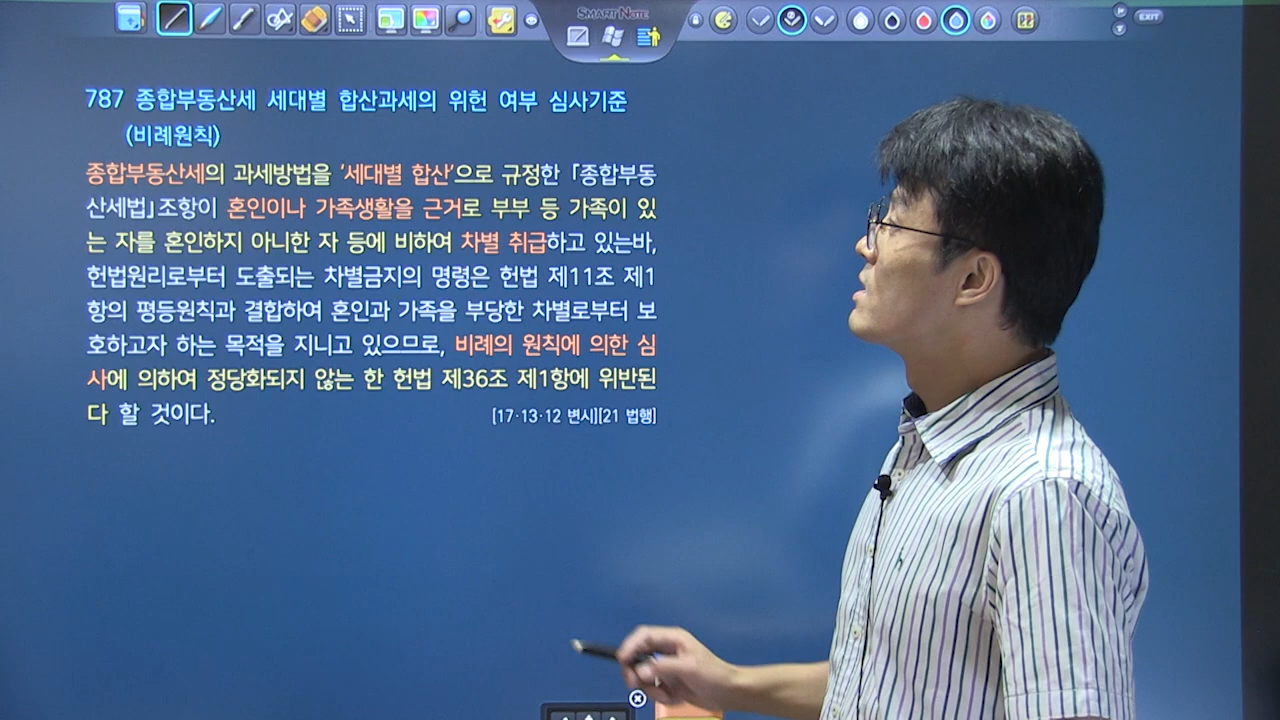 SMART NOTE
EXIT
787 종합부동산세 세대별 합산과세의 위헌 여부 심사기준
(비례원칙)
종합부동산세의 과세방법을 '세대별 합산'으로 규정한 「종합부동
산세법」조항이 혼인이나 가족생활을 근거로 부부 등 가족이 있
는 자를 혼인하지 아니한 자 등에 비하여 차별 취급하고 있는바,
헌법원리로부터 도출되는 차별금지의 명령은 헌법 제11조 제1
항의 평등원칙과 결합하여 혼인과 가족을 부당한 차별로부터 보
호하고자 하는 목적을 지니고 있으므로, 비례의 원칙에 의한 심
사에 의하여 정당화되지 않는 한 헌법 제36조 제1항에 위반된
다 할 것이다.
[17·13·12 변시][21 법행]